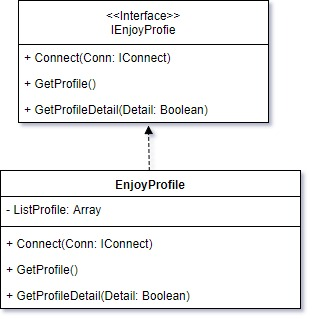 <<Interface>>
IEnjoyProfie
+ Connect(Conn: IConnect)
+ GetProfile()
+ GetProfileDetail(Detail: Boolean)
EnjoyProfile
- ListProfile: Array
+ Connect(Conn: IConnect)
+ GetProfile()
+ GetProfileDetail(Detail: Boolean)